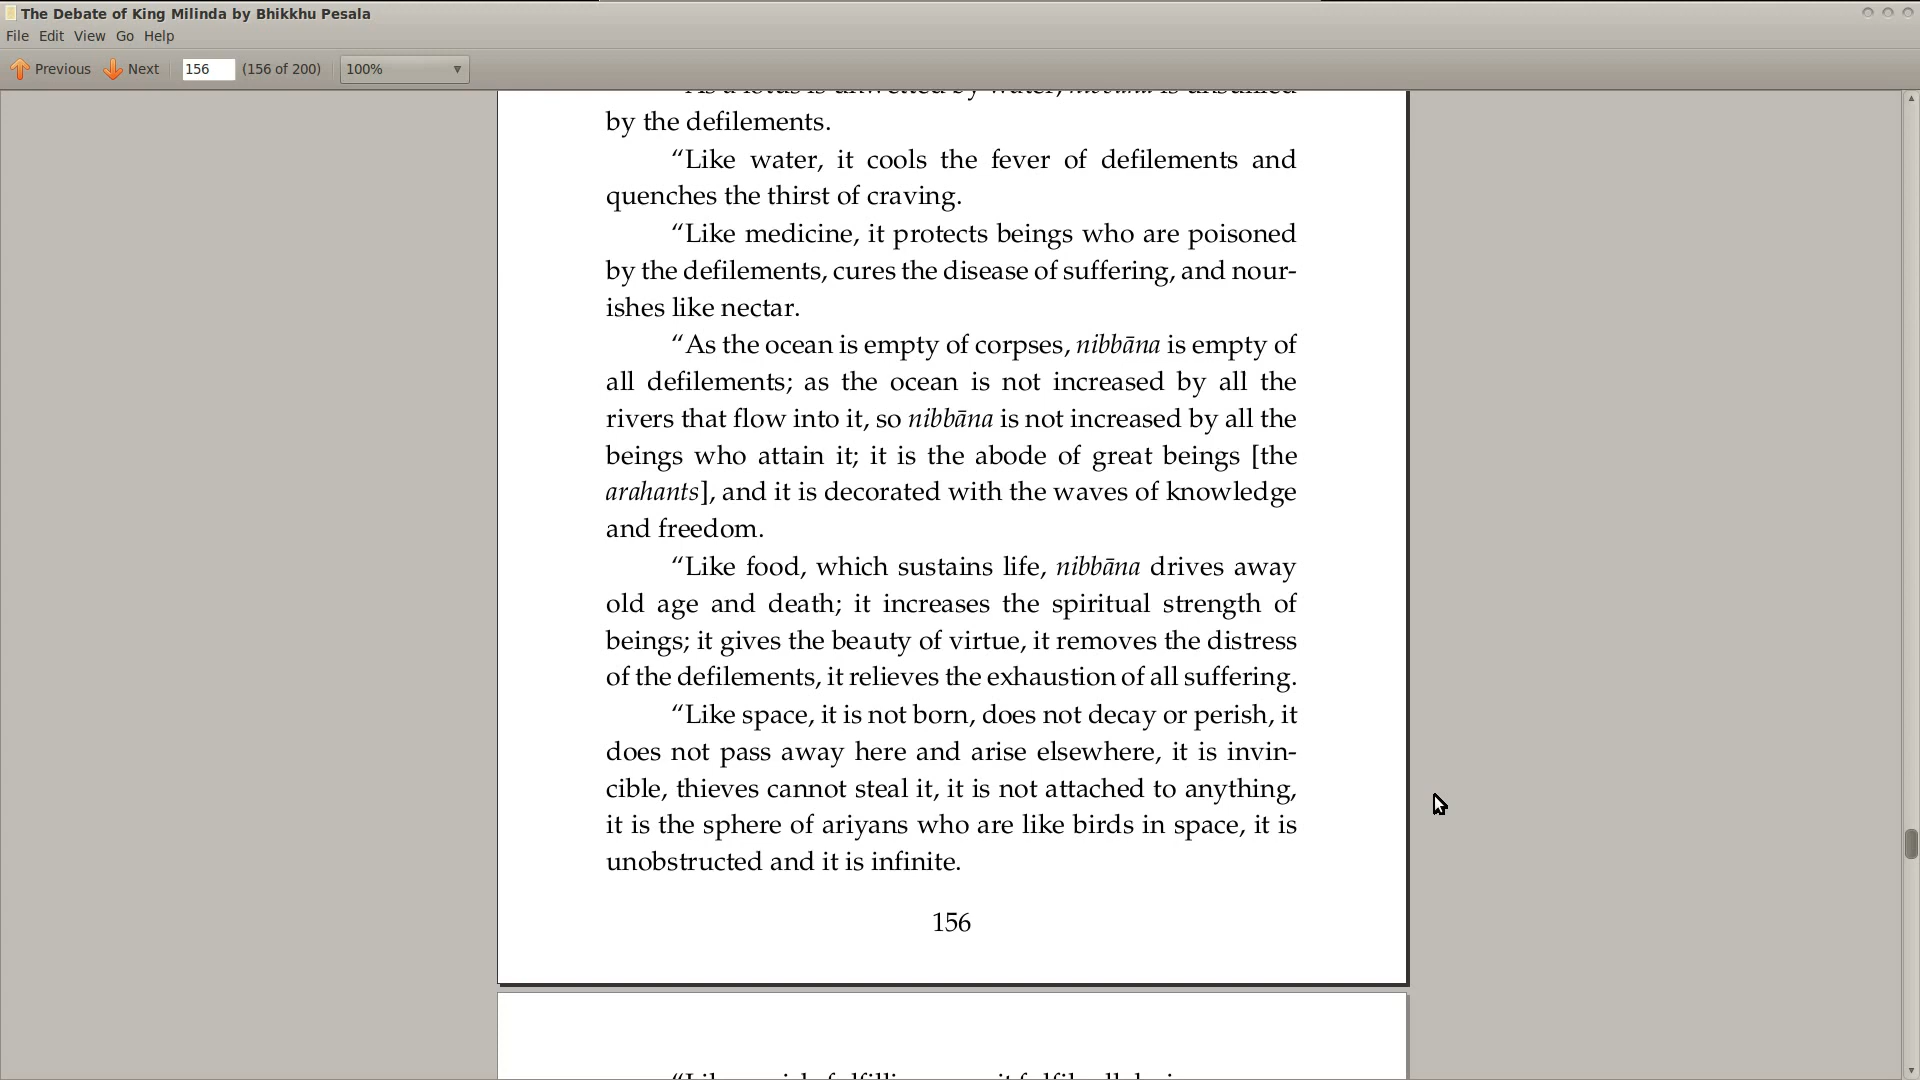 The Debate of King Milinda by Bhikkhu Pesala
File Edit View Go Help
Previous Next 156 (156 of 200) 100%
“As a lotus is unwetted by water, nibbāna is unsullied
by the defilements.
“Like water, it cools the fever of defilements and
quenches the thirst of craving.
“Like medicine, it protects beings who are poisoned
by the defilements, cures the disease of suffering, and nour-
ishes like nectar.
“As the ocean is empty of corpses, nibbāna is empty of
all defilements; as the ocean is not increased by all the
rivers that flow into it, so nibbāna is not increased by all the
beings who attain it; it is the abode of great beings [the
arahants], and it is decorated with the waves of knowledge
and freedom.
“Like food, which sustains life, nibbāna drives away
old age and death; it increases the spiritual strength of
beings; it gives the beauty of virtue, it removes the distress
of the defilements, it relieves the exhaustion of all suffering.
“Like space, it is not born, does not decay or perish, it
does not pass away here and arise elsewhere, it is invin-
cible, thieves cannot steal it, it is not attached to anything,
it is the sphere of ariyans who are like birds in space, it is
unobstructed and it is infinite.
156